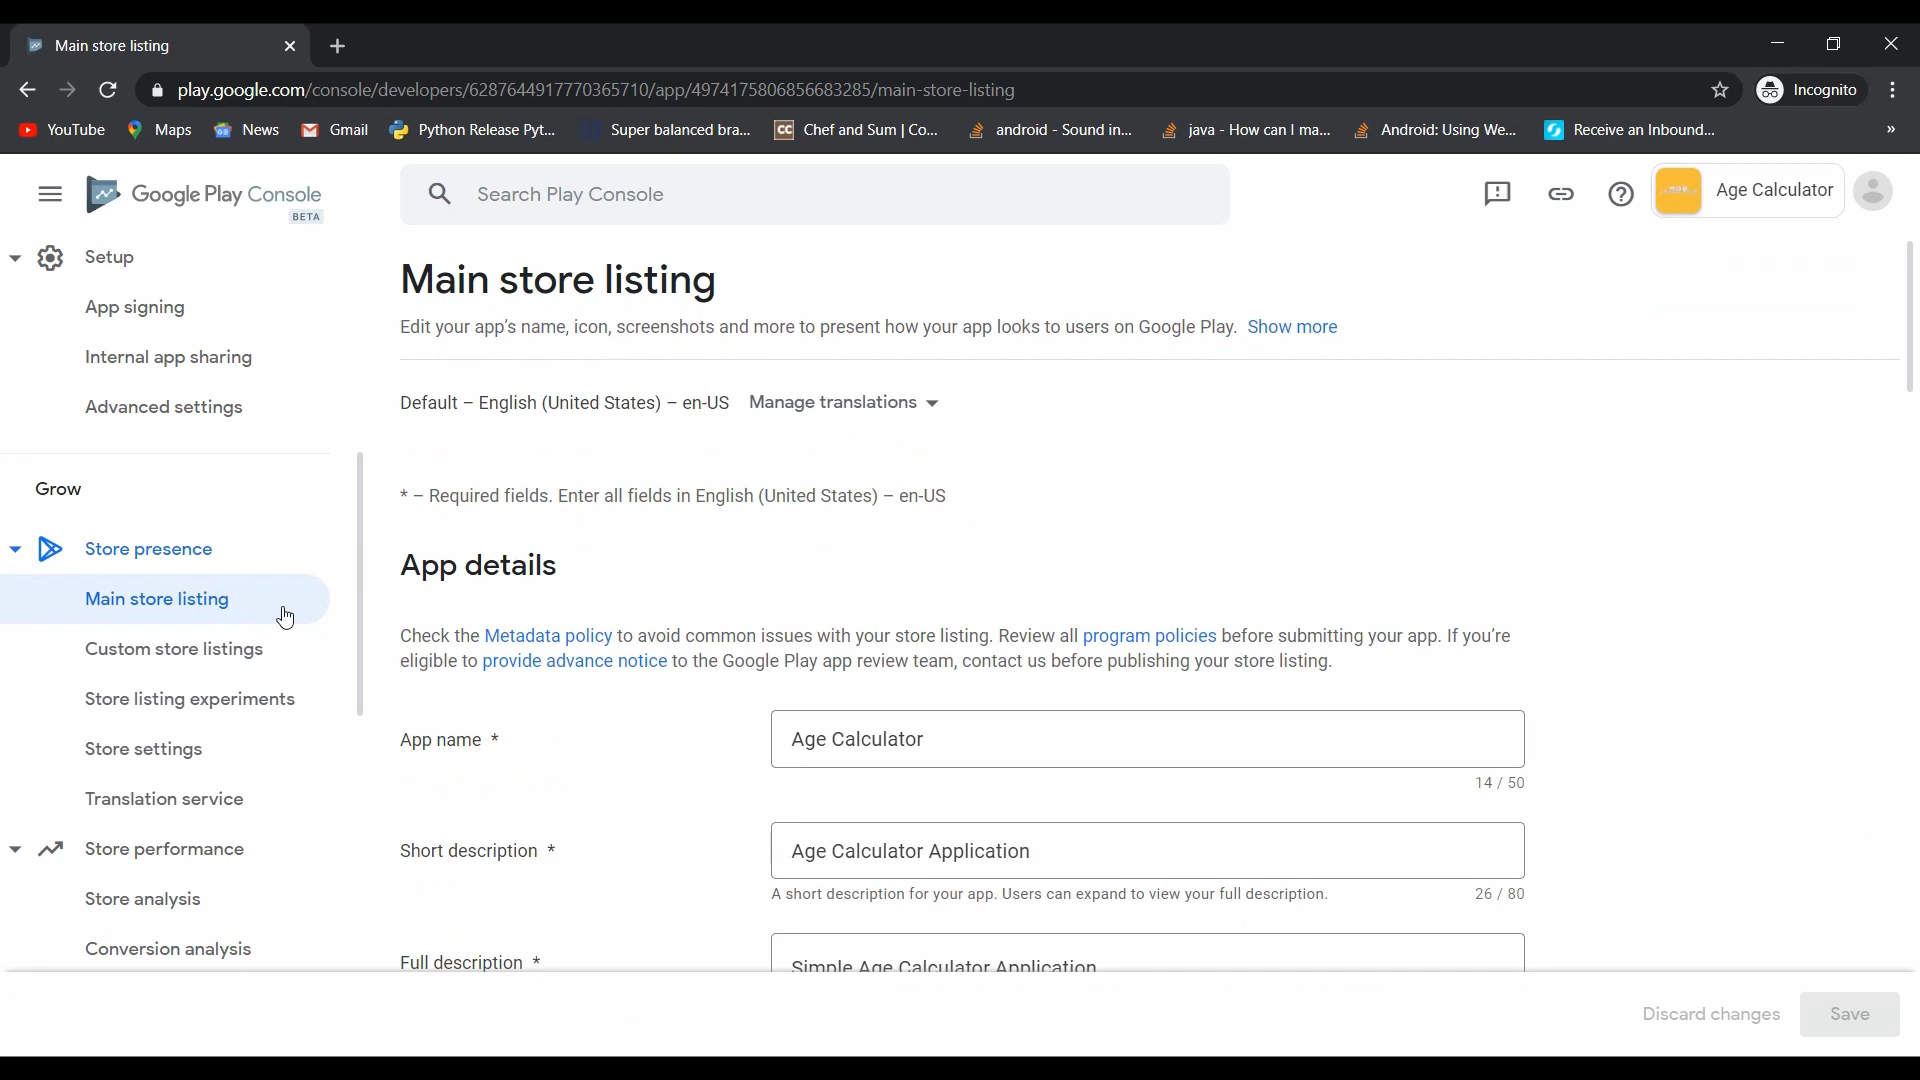 Main store listing
play.google.com/console/developers/6287644917770365710/app/4974175806856683285/main-store-listing
Incognito
YouTube
Maps
News
Gmail
Python Release Pyt...
Super balanced bra...
CC
Chef and Sum | Co...
android - Sound in...
java - How can I ma...
Android: Using We...
Receive an Inbound...
»
Google Play Console
BETA
Search Play Console
Age Calculator
Setup
App signing
Internal app sharing
Advanced settings
Grow
Store presence
Main store listing
Custom store listings
Store listing experiments
Store settings
Translation service
Store performance
Store analysis
Conversion analysis
Main store listing
Edit your app's name, icon, screenshots and more to present how your app looks to users on Google Play. Show more
Default – English (United States) – en-US Manage translations
* – Required fields. Enter all fields in English (United States) – en-US
App details
Check the Metadata policy to avoid common issues with your store listing. Review all program policies before submitting your app. If you're
eligible to provide advance notice to the Google Play app review team, contact us before publishing your store listing.
App name *
Age Calculator
14 / 50
Short description *
Age Calculator Application
A short description for your app. Users can expand to view your full description.
26 / 80
Full description *
Simple Age Calculator Application
Discard changes
Save